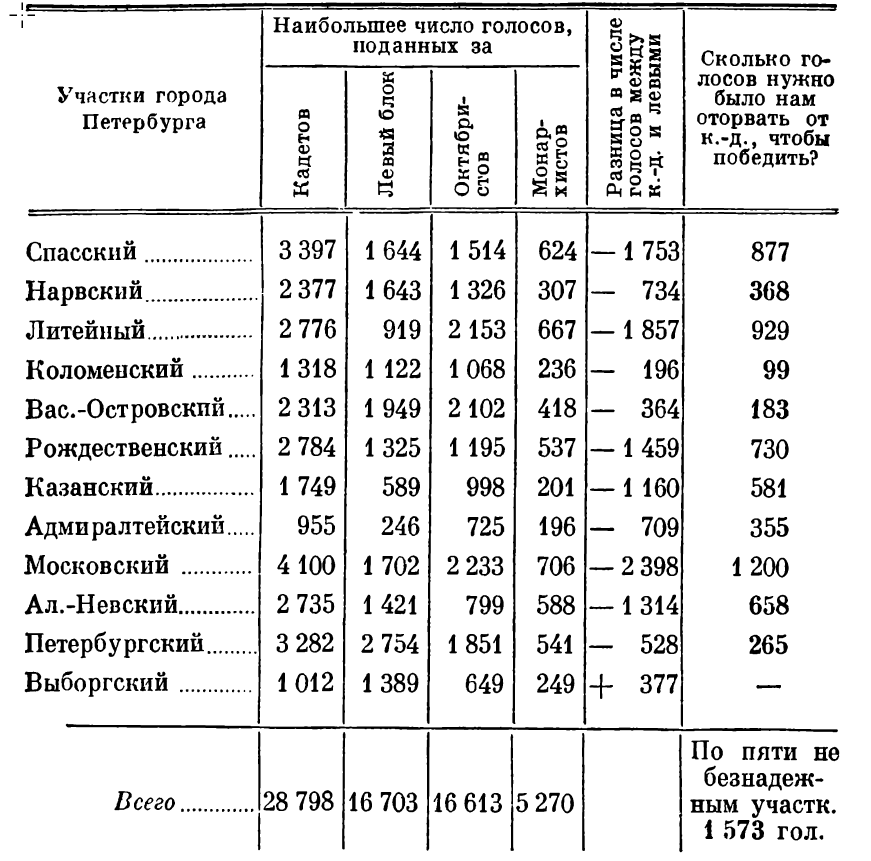 Участки города Петербурга
Наибольшее число голосов, поданных за
Кадетов
Левый блок
Октябристов
Монархистов
Разница в числе голосов между к.-д. и левыми
Сколько голосов нужно было нам оторвать от к.-д., чтобы победить?
Спасский ........ 3 397 1 644 1 514 624 — 1 753 877
Нарвский ........ 2 377 1 643 1 326 307 — 734 368
Литейный ........ 2 776 919 2 153 667 — 1 857 929
Коломенский ........ 1 318 1 122 1 068 236 — 196 99
Вас.-Островский ..... 2 313 1 949 2 102 418 — 364 183
Рождественский ..... 2 784 1 325 1 195 537 — 1 459 730
Казанский ........ 1 749 589 998 201 — 1 160 581
Адмиралтейский ..... 955 246 725 196 — 709 355
Московский ........ 4 100 1 702 2 233 706 — 2 398 1 200
Ал.-Невский ........ 2 735 1 421 799 588 — 1 314 658
Петербургский ........ 3 282 2 754 1 851 541 — 528 265
Выборгский ........ 1 012 1 389 649 249 + 377 —
Всего ........ 28 798 16 703 16 613 5 270
По пяти не
безнадеж-
ным участк.
1 573 гол.